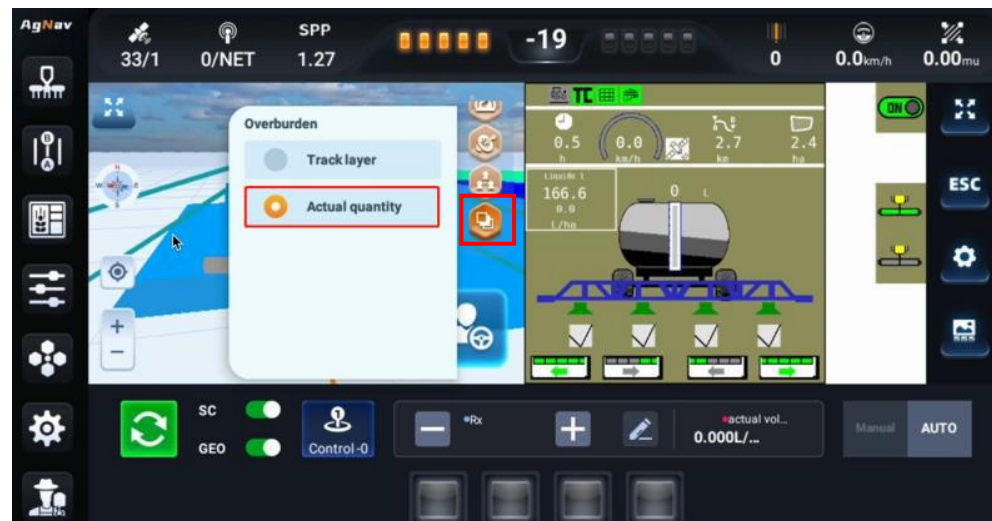 AgNav
33/1
0/NET
SPP
1.27
-19
0
0.0km/h
0.00mu
Overburden
Track layer
Actual quantity
N
W
S
TC
0.5
h
0.0
km/h
2.7
km
2.4
ha
Liquide 1
166.6
0.0
L/ha
0 L
ON
ESC
SC
GEO
Control-0
Rx
actual vol...
0.000L/...
Manual
AUTO